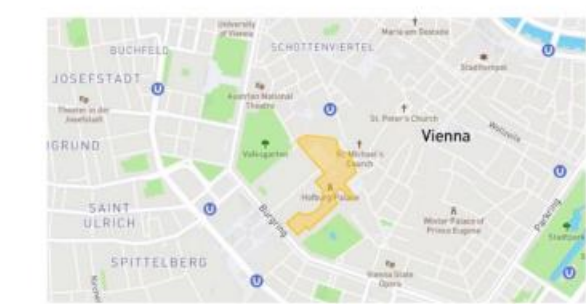 University
of Vienna
Maria am Gestade
BUCHFELD
SCHOTTENVIERTEL
Stadttempel
JOSEFSTADT
Austrian National
Theatre
Theater in der
Josefstadt
St. Peter's Church
Vienna
Wollzeile
Volksgarten
St. Michael's
Church
Hofburg Palace
SAINT
ULRICH
Burgring
Winter Palace of
Prince Eugene
Parkring
Stadtpark
SPITTELBERG
Vienna State
Opera